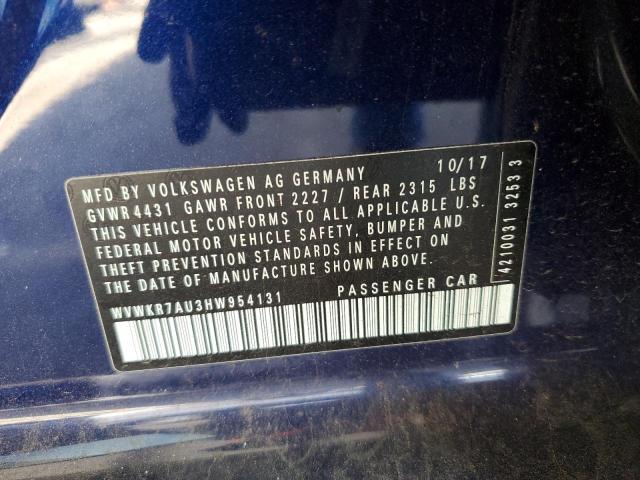 MFD BY VOLKSWAGEN AG GERMANY 10/17
GVWR 4431 GAWR FRONT 2227 / REAR 2315 LBS
THIS VEHICLE CONFORMS TO ALL APPLICABLE U.S.
FEDERAL MOTOR VEHICLE SAFETY, BUMPER AND
THEFT PREVENTION STANDARDS IN EFFECT ON
THE DATE OF MANUFACTURE SHOWN ABOVE.
WVWKR7AU3HW954131 PASSENGER CAR
4210031 32533